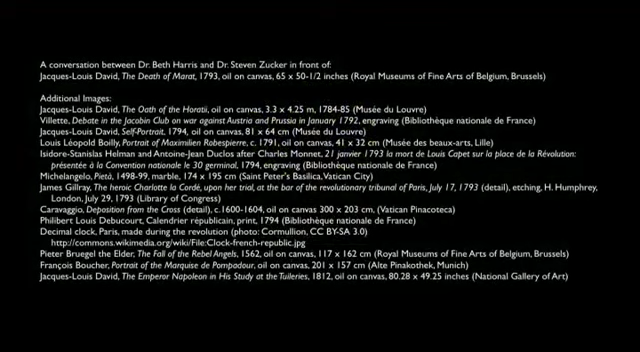 A conversation between Dr. Beth Harris and Dr. Steven Zucker in front of:
Jacques-Louis David, The Death of Marat, 1793, oil on canvas, 65 x 50-1/2 inches (Royal Museums of Fine Arts of Belgium, Brussels)
Additional Images:
Jacques-Louis David, The Oath of the Horatii, oil on canvas, 3.3 x 4.25 m, 1784-85 (Musée du Louvre)
Villette, Debate in the Jacobin Club on war against Austria and Prussia in January 1792, engraving (Bibliothèque nationale de France)
Jacques-Louis David, Self-Portrait, 1794, oil on canvas, 81 x 64 cm (Musée du Louvre)
Louis Léopold Boilly, Portrait of Maximilien Robespierre, c. 1791, oil on canvas, 41 x 32 cm (Musée des beaux-arts, Lille)
Isidore-Stanislas Helman and Antoine-Jean Duclos after Charles Monnet, 21 janvier 1793 la mort de Louis Capet sur la place de la Révolution:
présentée à la Convention nationale le 30 germinal, 1794, engraving (Bibliothèque nationale de France)
Michelangelo, Pietà, 1498-99, marble, 174 x 195 cm (Saint Peter's Basilica, Vatican City)
James Gillray, The heroic Charlotte la Cordé, upon her trial, at the bar of the revolutionary tribunal of Paris, July 17, 1793 (detail), etching, H. Humphrey,
London, July 29, 1793 (Library of Congress)
Caravaggio, Deposition from the Cross (detail), c.1600-1604, oil on canvas 300 x 203 cm, (Vatican Pinacoteca)
Philibert Louis Debucourt, Calendrier républicain, print, 1794 (Bibliothèque nationale de France)
Decimal clock, Paris, made during the revolution (photo: Cormullion, CC BY-SA 3.0)
http://commons.wikimedia.org/wiki/File:Clock-french-republic.jpg
Pieter Bruegel the Elder, The Fall of the Rebel Angels, 1562, oil on canvas, 117 x 162 cm (Royal Museums of Fine Arts of Belgium, Brussels)
François Boucher, Portrait of the Marquise de Pompadour, oil on canvas, 201 x 157 cm (Alte Pinakothek, Munich)
Jacques-Louis David, The Emperor Napoleon in His Study at the Tuileries, 1812, oil on canvas, 80.28 x 49.25 inches (National Gallery of Art)